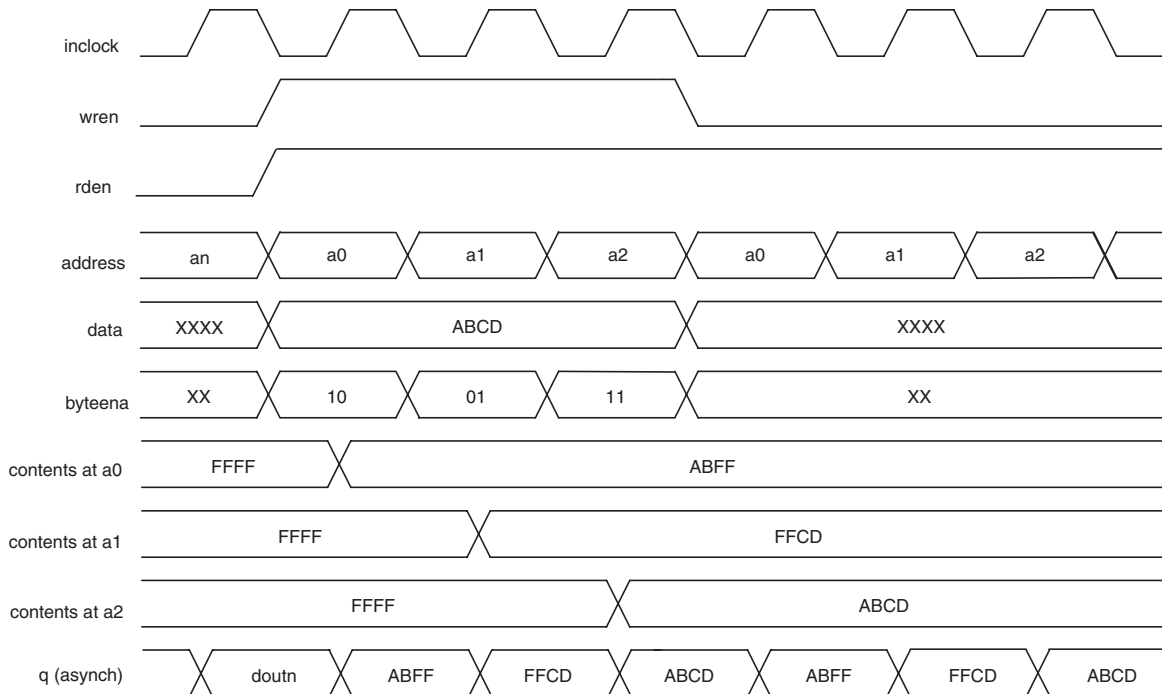 inclock
wren
rden
address an a0 a1 a2 a0 a1 a2
data XXXX ABCD XXXX
byteena XX 10 01 11 XX
contents at a0 FFFF ABFF
contents at a1 FFFF FFCD
contents at a2 FFFF ABCD
q (asynch) doutn ABFF FFCD ABCD ABFF FFCD ABCD